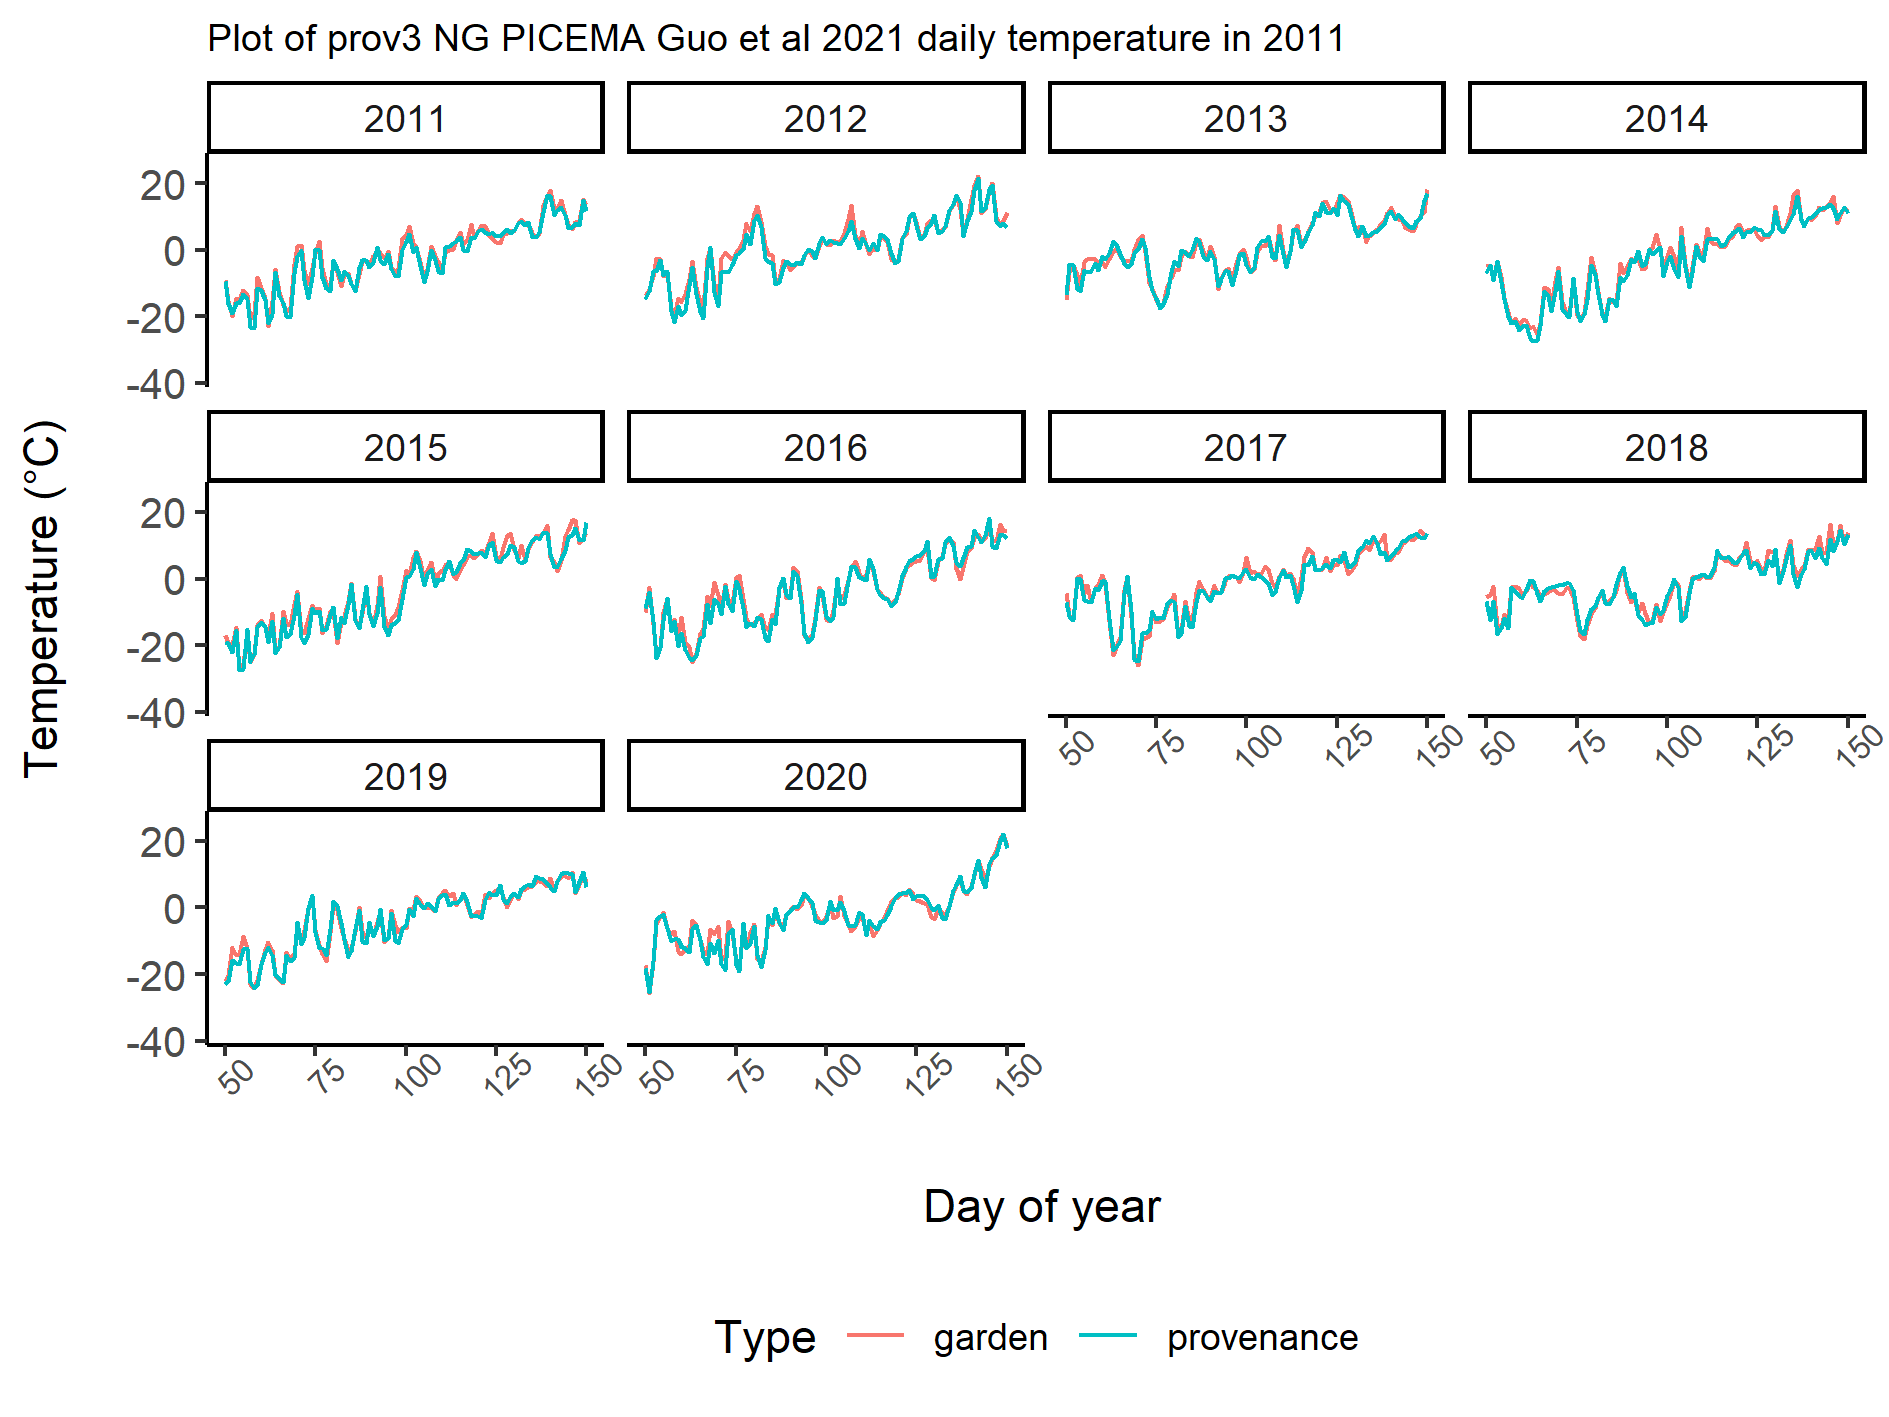 Plot of prov3 NG PICEMA Guo et al 2021 daily temperature in 2011
2011 2012 2013 2014
20
0
-20
-40
2015 2016 2017 2018
20
0
-20
-40
50 75 100 125 150 50 75 100 125 150
2019 2020
20
0
-20
-40
50 75 100 125 150 50 75 100 125 150
Temperature (°C)
Day of year
Type garden provenance